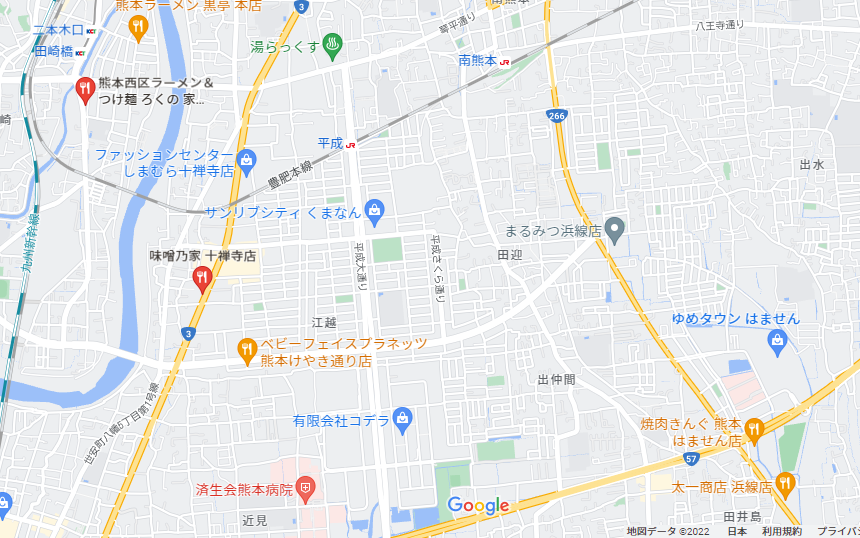 熊本ラーメン 黒亭 本店
3
南熊本
二本木口
田崎橋
琴平通り
八王寺通り
湯らっくす
南熊本
熊本西区ラーメン＆
つけ麺 ろくの 家...
266
崎
平成
ファッションセンター
しまむら十禅寺店
豊肥本線
出水
サンリブシティ くまなん
まるみつ浜線店
九州新幹線
平成大通り
平成さくら通り
田迎
味噌乃家 十禅寺店
江越
3
ゆめタウン はません
ベビーフェイスプラネッツ
熊本けやき通り店
出仲間
世安町八幡5丁目第1号線
有限会社コデラ
焼肉きんぐ 熊本
はません店
57
済生会熊本病院
太一商店 浜線店
Google
近見
田井島
地図データ ©2022
日本
利用規約
プライバシ